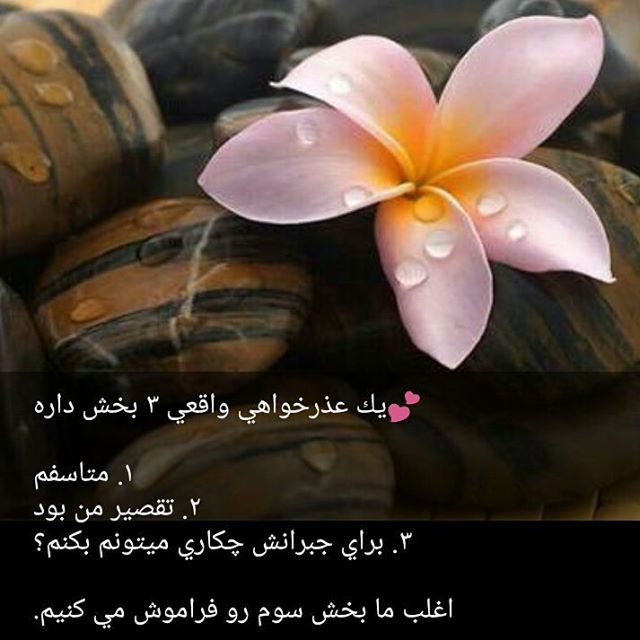 💕يك عذرخواهي واقعي ٣ بخش داره
١. متاسفم
٢. تقصير من بود
٣. براي جبرانش چكاري ميتونم بكنم؟
اغلب ما بخش سوم رو فراموش مي كنيم.